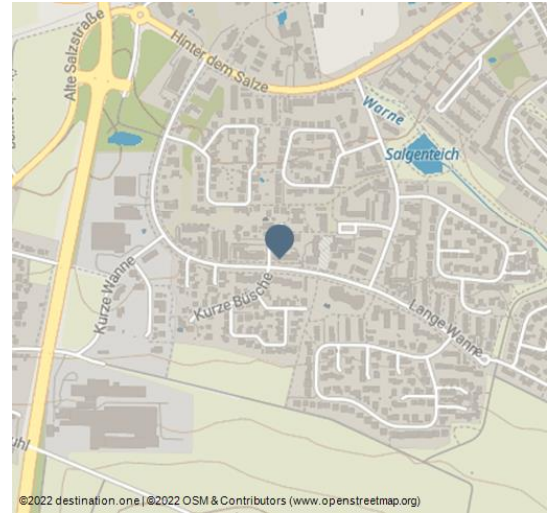 Alte Salzstraße
Hinter dem Salze
Warne
Salgenteich
Kurze Wanne
Kurze Büsche
Lange Wanne
uhl
©2022 destination.one | ©2022 OSM & Contributors (www.openstreetmap.org)